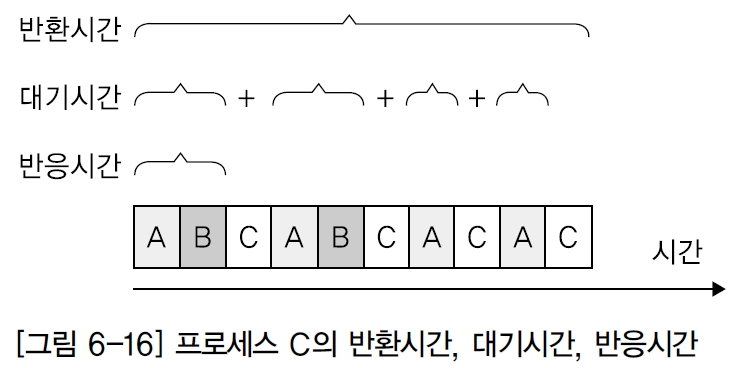 반환시간
대기시간 + + +
반응시간
A B C A B C A C A C
시간
[그림 6-16] 프로세스 C의 반환시간, 대기시간, 반응시간